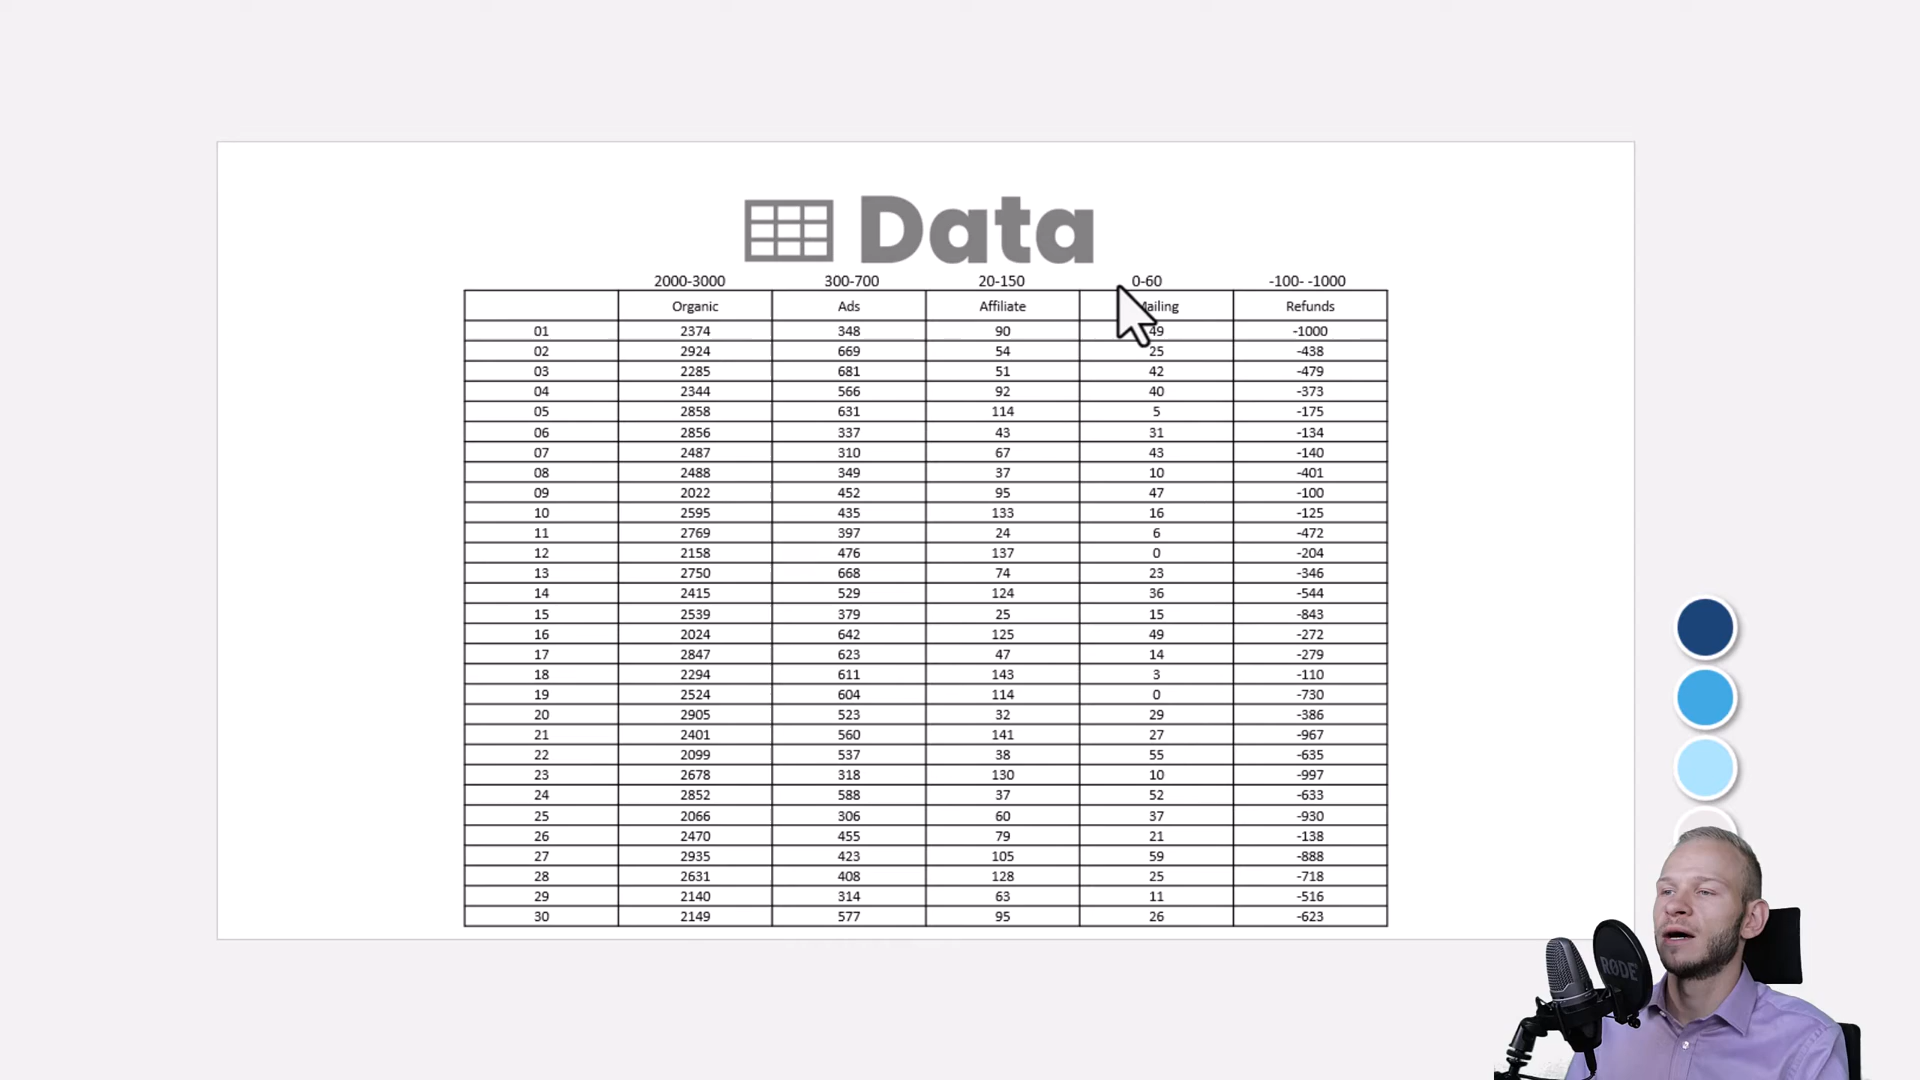 Data
2000-3000 300-700 20-150 0-60 -100- -1000
Organic Ads Affiliate Mailing Refunds
01 2374 348 90 49 -1000
02 2924 669 54 25 -438
03 2285 681 51 42 -479
04 2344 566 92 40 -373
05 2858 631 114 5 -175
06 2856 337 43 31 -134
07 2487 310 67 43 -140
08 2488 349 37 10 -401
09 2022 452 95 47 -100
10 2595 435 133 16 -125
11 2769 397 24 6 -472
12 2158 476 137 0 -204
13 2750 668 74 23 -346
14 2415 529 124 36 -544
15 2539 379 25 15 -843
16 2024 642 125 49 -272
17 2847 623 47 14 -279
18 2294 611 143 3 -110
19 2524 604 114 0 -730
20 2905 523 32 29 -386
21 2401 560 141 27 -967
22 2099 537 38 55 -635
23 2678 318 130 10 -997
24 2852 588 37 52 -633
25 2066 306 60 37 -930
26 2470 455 79 21 -138
27 2935 423 105 59 -888
28 2631 408 128 25 -718
29 2140 314 63 11 -516
30 2149 577 95 26 -623
RØDE